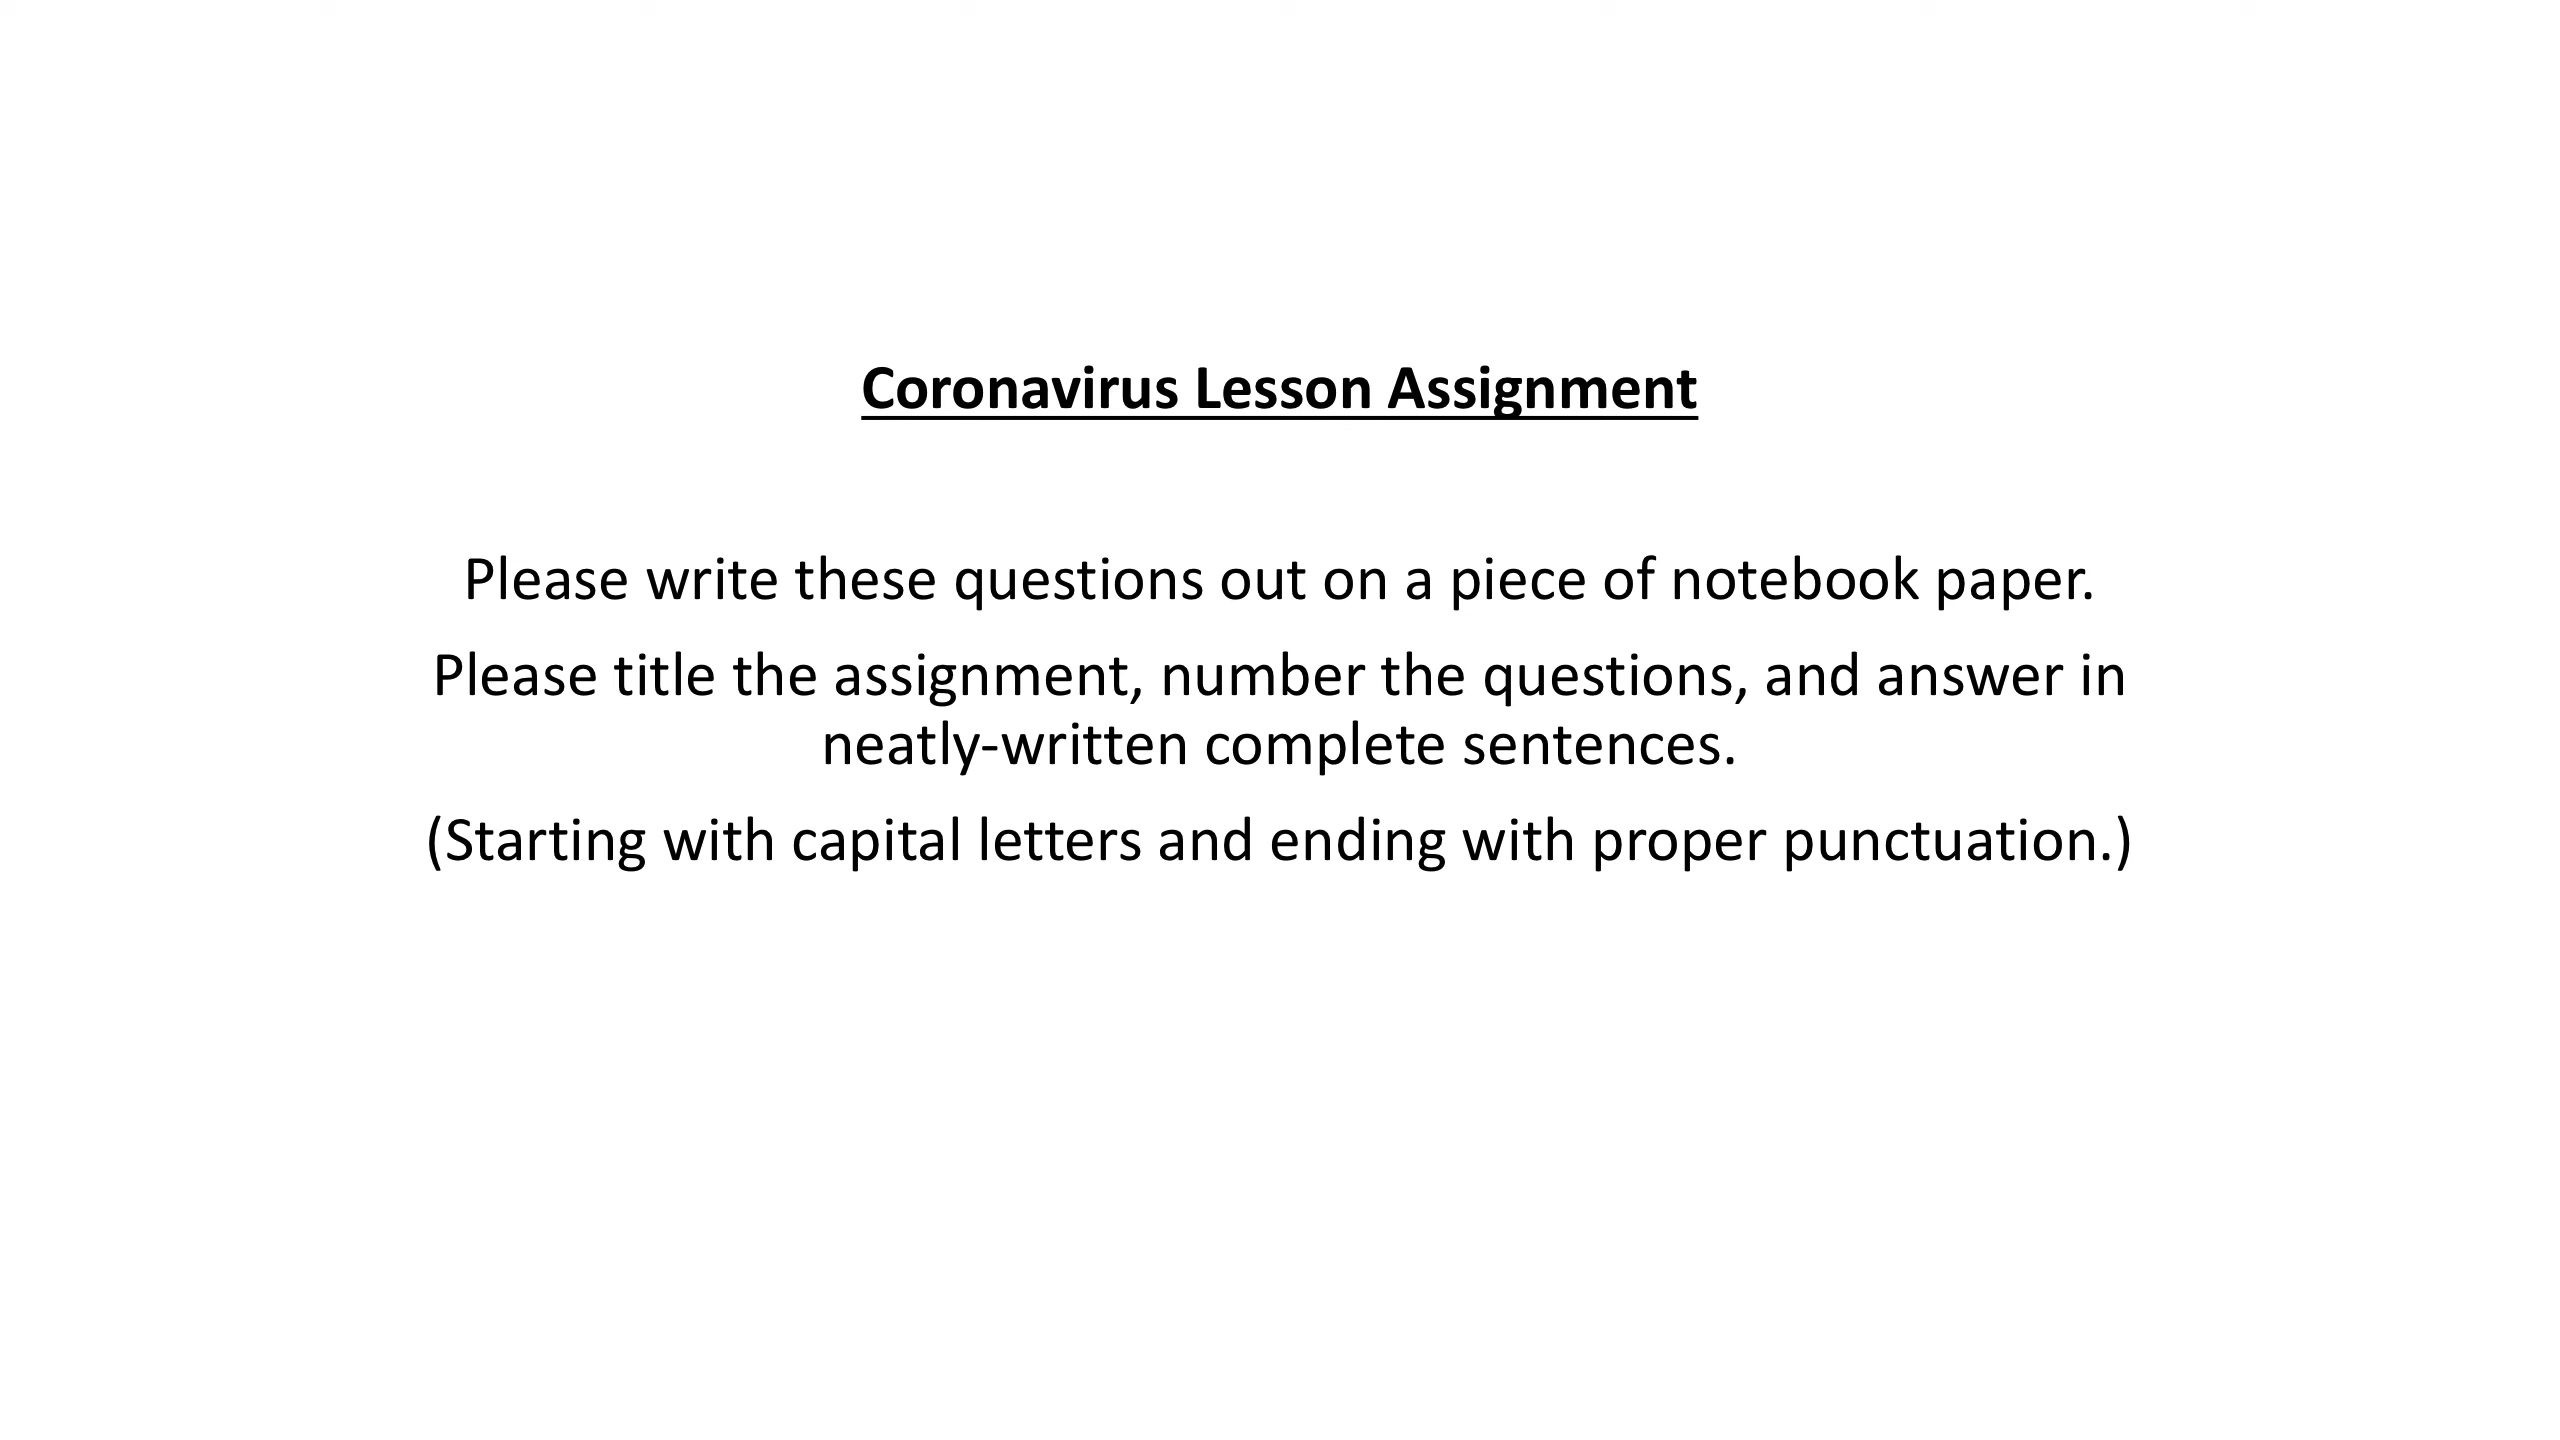 Coronavirus Lesson Assignment
Please write these questions out on a piece of notebook paper.
Please title the assignment, number the questions, and answer in
neatly-written complete sentences.
(Starting with capital letters and ending with proper punctuation.)